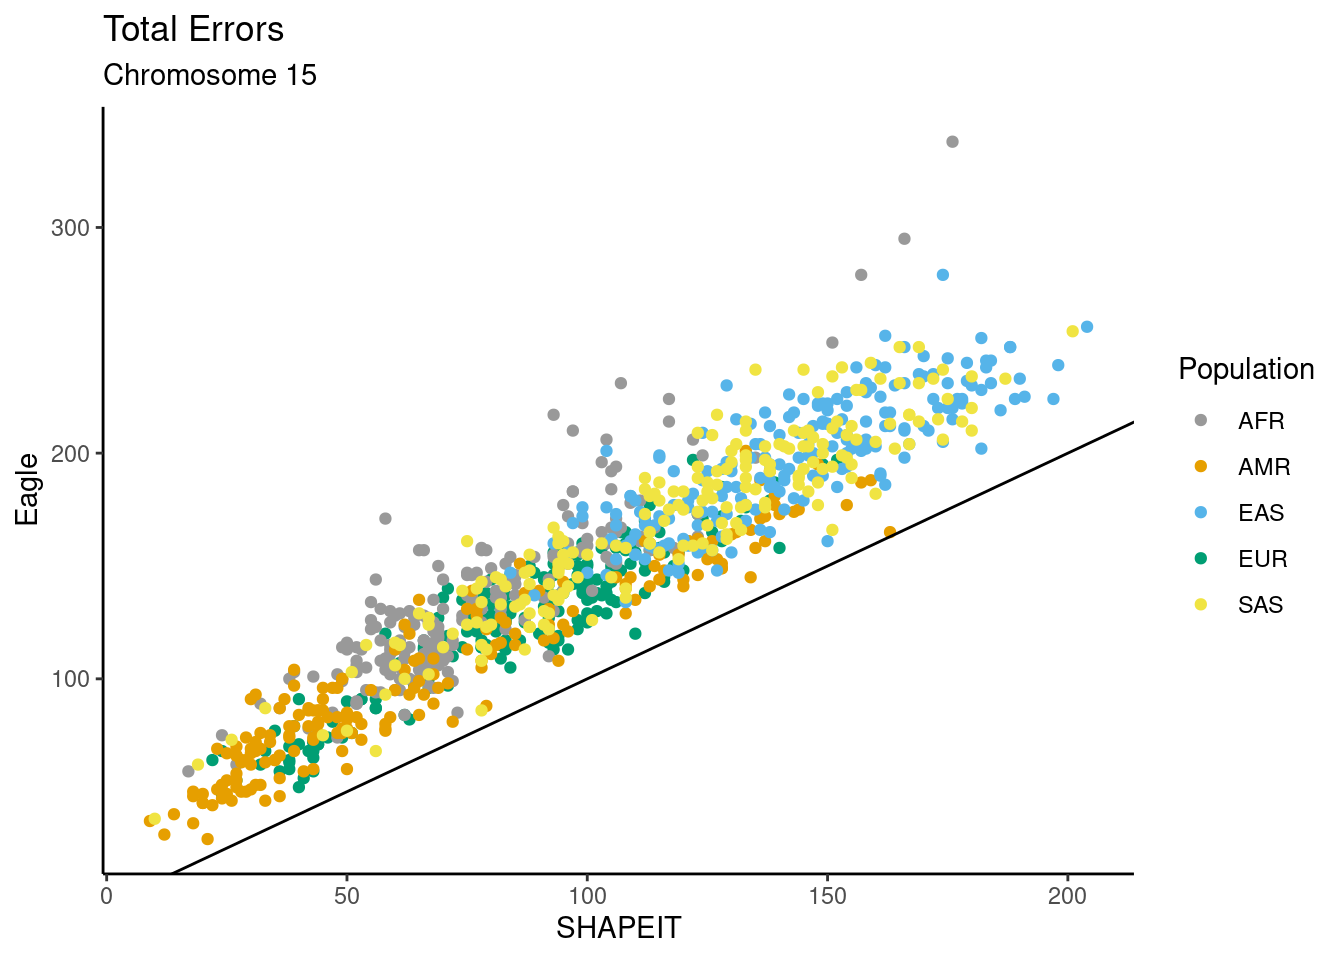 Total Errors
Chromosome 15
300
200
100
Eagle
0 50 100 150 200
SHAPEIT
Population
AFR
AMR
EAS
EUR
SAS